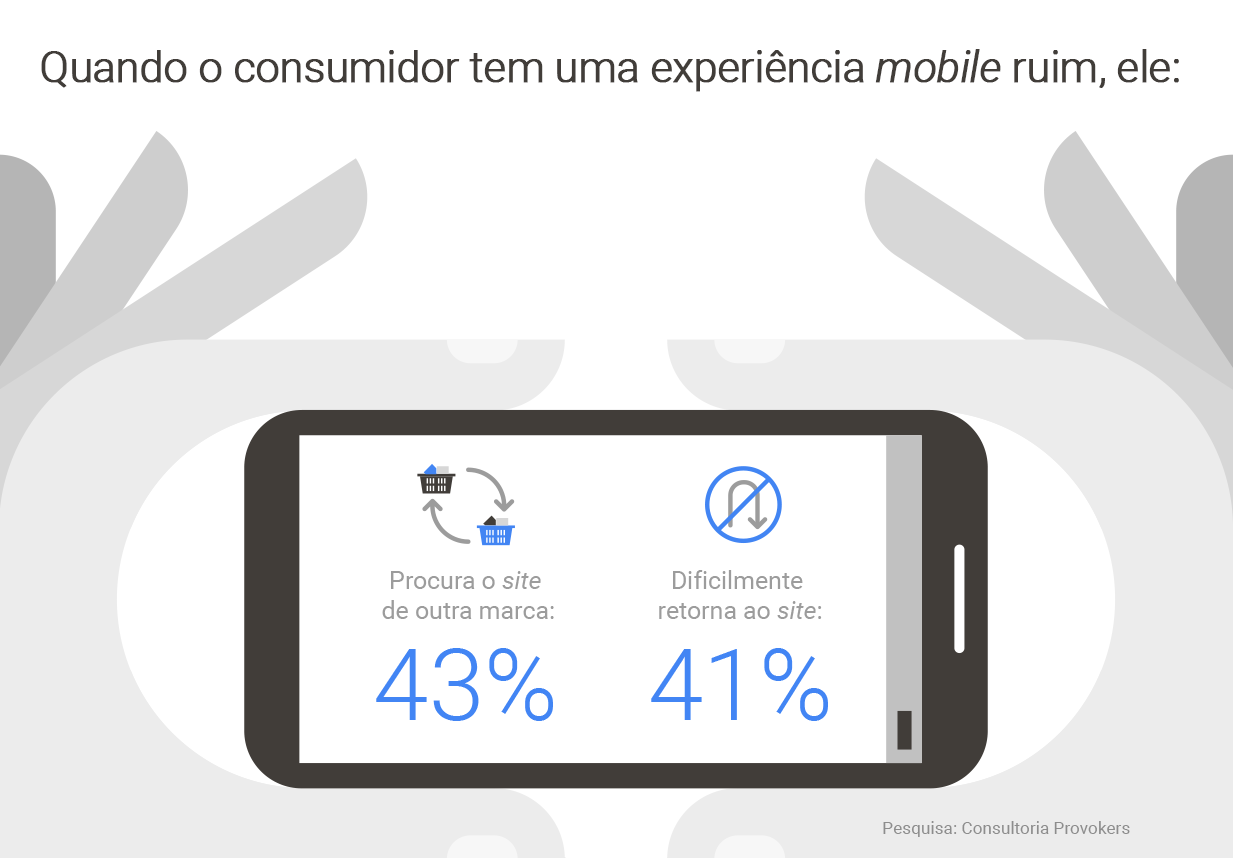 Quando o consumidor tem uma experiência mobile ruim, ele:
Procura o site
de outra marca:
43%
Dificilmente
retorna ao site:
41%
Pesquisa: Consultoria Provokers